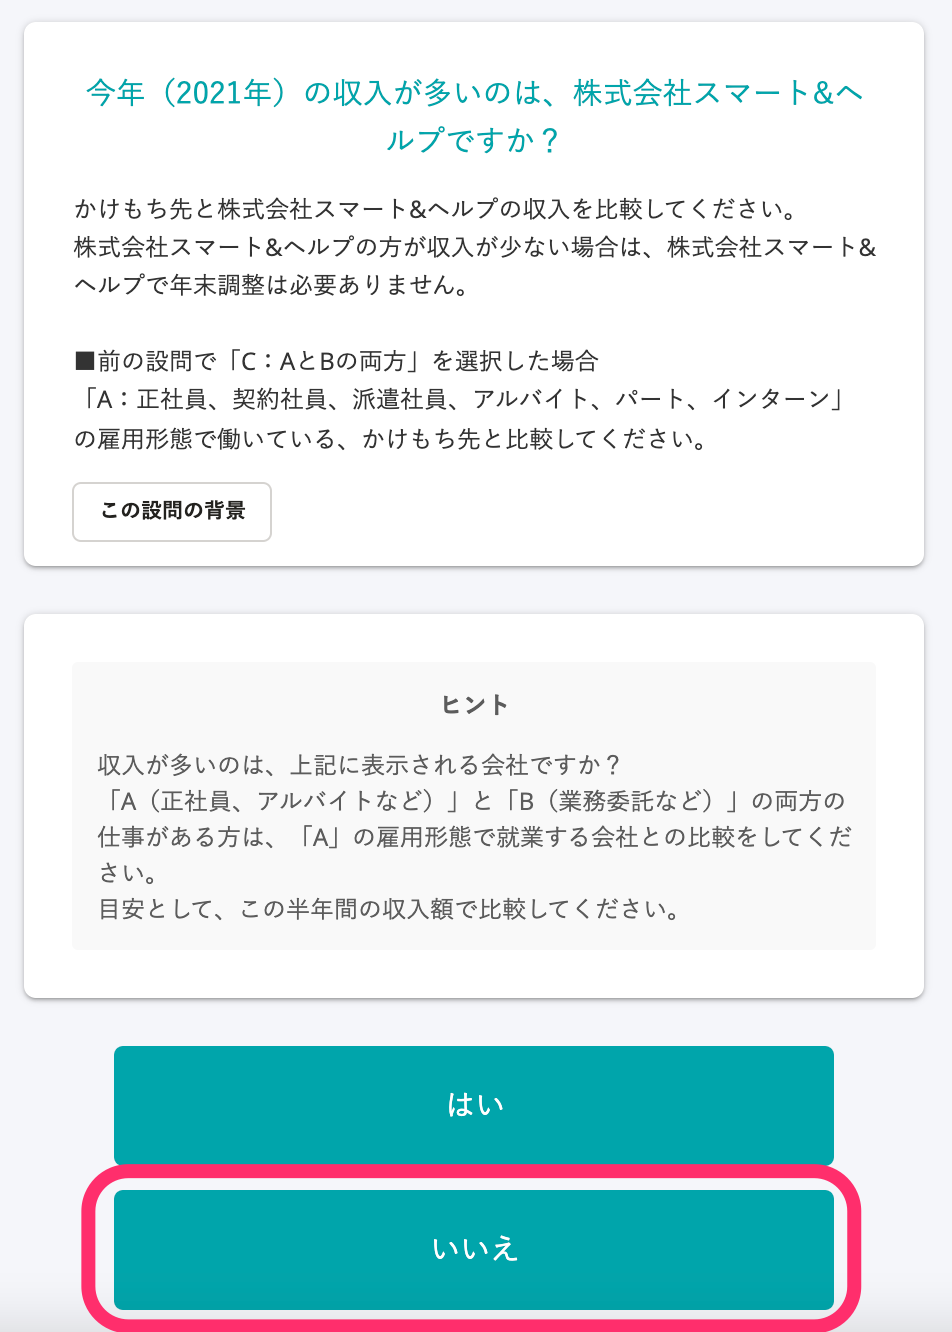 今年（2021年）の収入が多いのは、株式会社スマート&ヘ
ルプですか？
かけもち先と株式会社スマート&ヘルプの収入を比較してください。
株式会社スマート&ヘルプの方が収入が少ない場合は、株式会社スマート&
ヘルプで年末調整は必要ありません。
■前の設問で「C：AとBの両方」を選択した場合
「A：正社員、契約社員、派遣社員、アルバイト、パート、インターン」
の雇用形態で働いている、かけもち先と比較してください。
この設問の背景
ヒント
収入が多いのは、上記に表示される会社ですか？
「A（正社員、アルバイトなど）」と「B（業務委託など）」の両方の
仕事がある方は、「A」の雇用形態で就業する会社との比較をしてくだ
さい。
目安として、この半年間の収入額で比較してください。
はい
いいえ